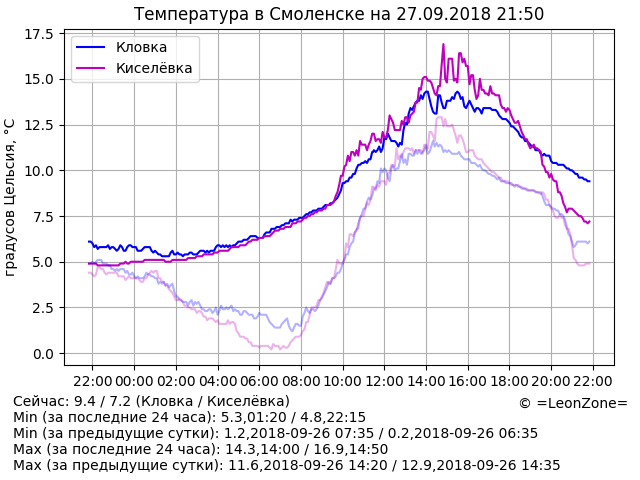 Температура в Смоленске на 27.09.2018 21:50
Кловка
Киселёвка
градусов Цельсия, °C
17.5
15.0
12.5
10.0
7.5
5.0
2.5
0.0
22:00 00:00 02:00 04:00 06:00 08:00 10:00 12:00 14:00 16:00 18:00 20:00 22:00
Сейчас: 9.4 / 7.2 (Кловка / Киселёвка)
© =LeonZone=
Min (за последние 24 часа): 5.3,01:20 / 4.8,22:15
Min (за предыдущие сутки): 1.2,2018-09-26 07:35 / 0.2,2018-09-26 06:35
Max (за последние 24 часа): 14.3,14:00 / 16.9,14:50
Max (за предыдущие сутки): 11.6,2018-09-26 14:20 / 12.9,2018-09-26 14:35